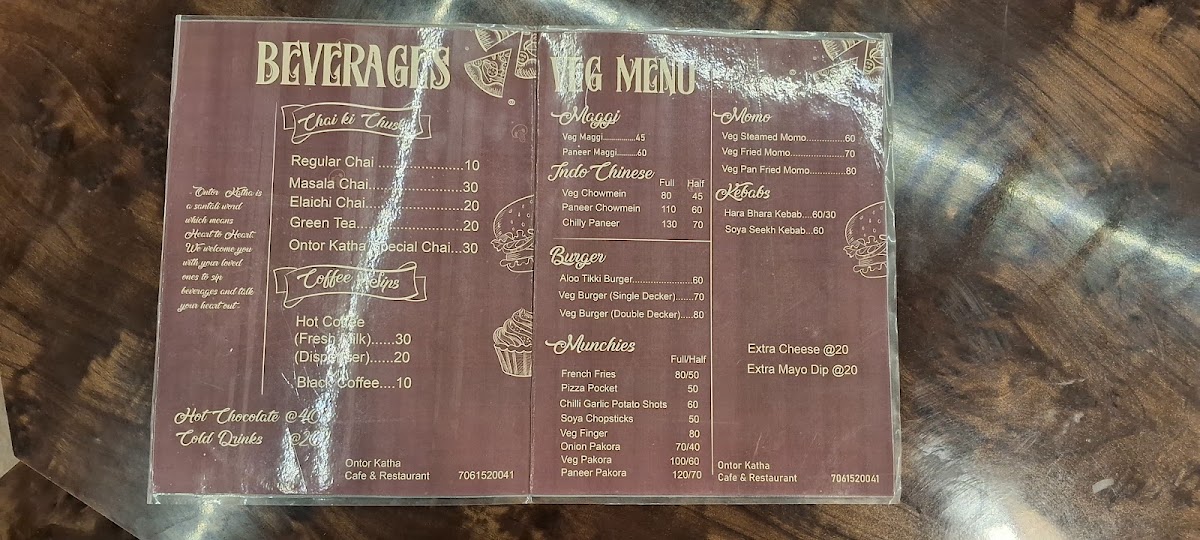 BEVERAGES
Chai ki Chuski
Regular Chai ........................10
Masala Chai.........................30
Elaichi Chai..........................20
Green Tea............................20
Ontor Katha Special Chai...30
"Ontor Katha is
a santali word
which means
Heart to Heart.
We welcome you
with your loved
ones to sip
beverages and talk
your heart out..
Coffee Sips
Hot Coffee
(Fresh Milk)......30
(Dispenser)......20
Black Coffee....10
Hot Chocolate @40
Cold Drinks @20
Ontor Katha
Cafe & Restaurant 7061520041
VEG MENU
Maggi
Veg Maggi...............45
Paneer Maggi.........60
Indo Chinese
Full Half
Veg Chowmein 80 45
Paneer Chowmein 110 60
Chilly Paneer 130 70
Burger
Aloo Tikki Burger........................60
Veg Burger (Single Decker).......70
Veg Burger (Double Decker).....80
Munchies
Full/Half
French Fries 80/50
Pizza Pocket 50
Chilli Garlic Potato Shots 60
Soya Chopsticks 50
Veg Finger 80
Onion Pakora 70/40
Veg Pakora 100/60
Paneer Pakora 120/70
Momo
Veg Steamed Momo...............60
Veg Fried Momo.....................70
Veg Pan Fried Momo..............80
Kebabs
Hara Bhara Kebab....60/30
Soya Seekh Kebab...60
Extra Cheese @20
Extra Mayo Dip @20
Ontor Katha
Cafe & Restaurant 7061520041